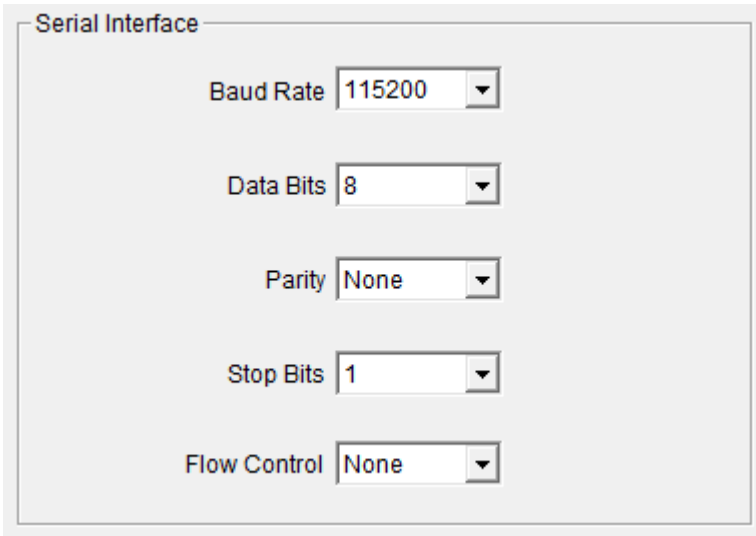 Serial Interface
Baud Rate 115200
Data Bits 8
Parity None
Stop Bits 1
Flow Control None